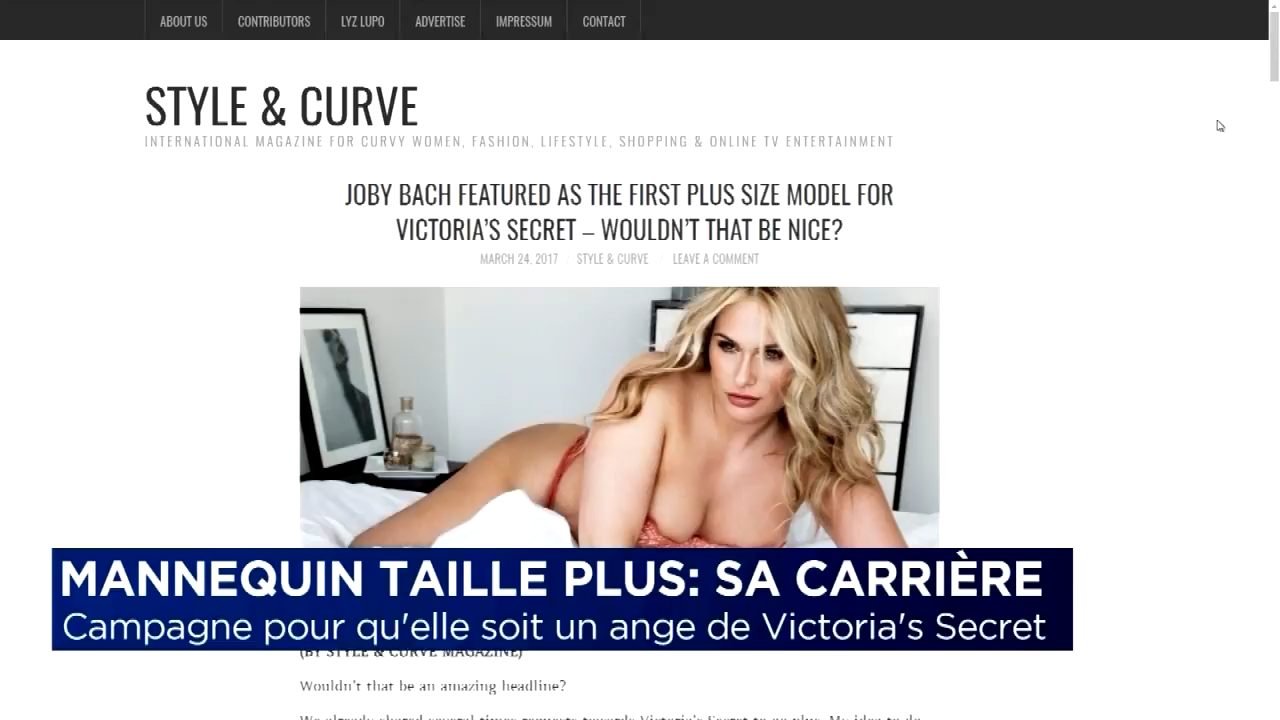 ABOUT US CONTRIBUTORS LYZ LUPO ADVERTISE IMPRESSUM CONTACT
STYLE & CURVE
INTERNATIONAL MAGAZINE FOR CURVY WOMEN, FASHION, LIFESTYLE, SHOPPING & ONLINE TV ENTERTAINMENT
JOBY BACH FEATURED AS THE FIRST PLUS SIZE MODEL FOR
VICTORIA'S SECRET – WOULDN'T THAT BE NICE?
MARCH 24, 2017 / STYLE & CURVE / LEAVE A COMMENT
MANNEQUIN TAILLE PLUS: SA CARRIÈRE
Campagne pour qu'elle soit un ange de Victoria's Secret
(BY STYLE & CURVE MAGAZINE)
Wouldn't that be an amazing headline?